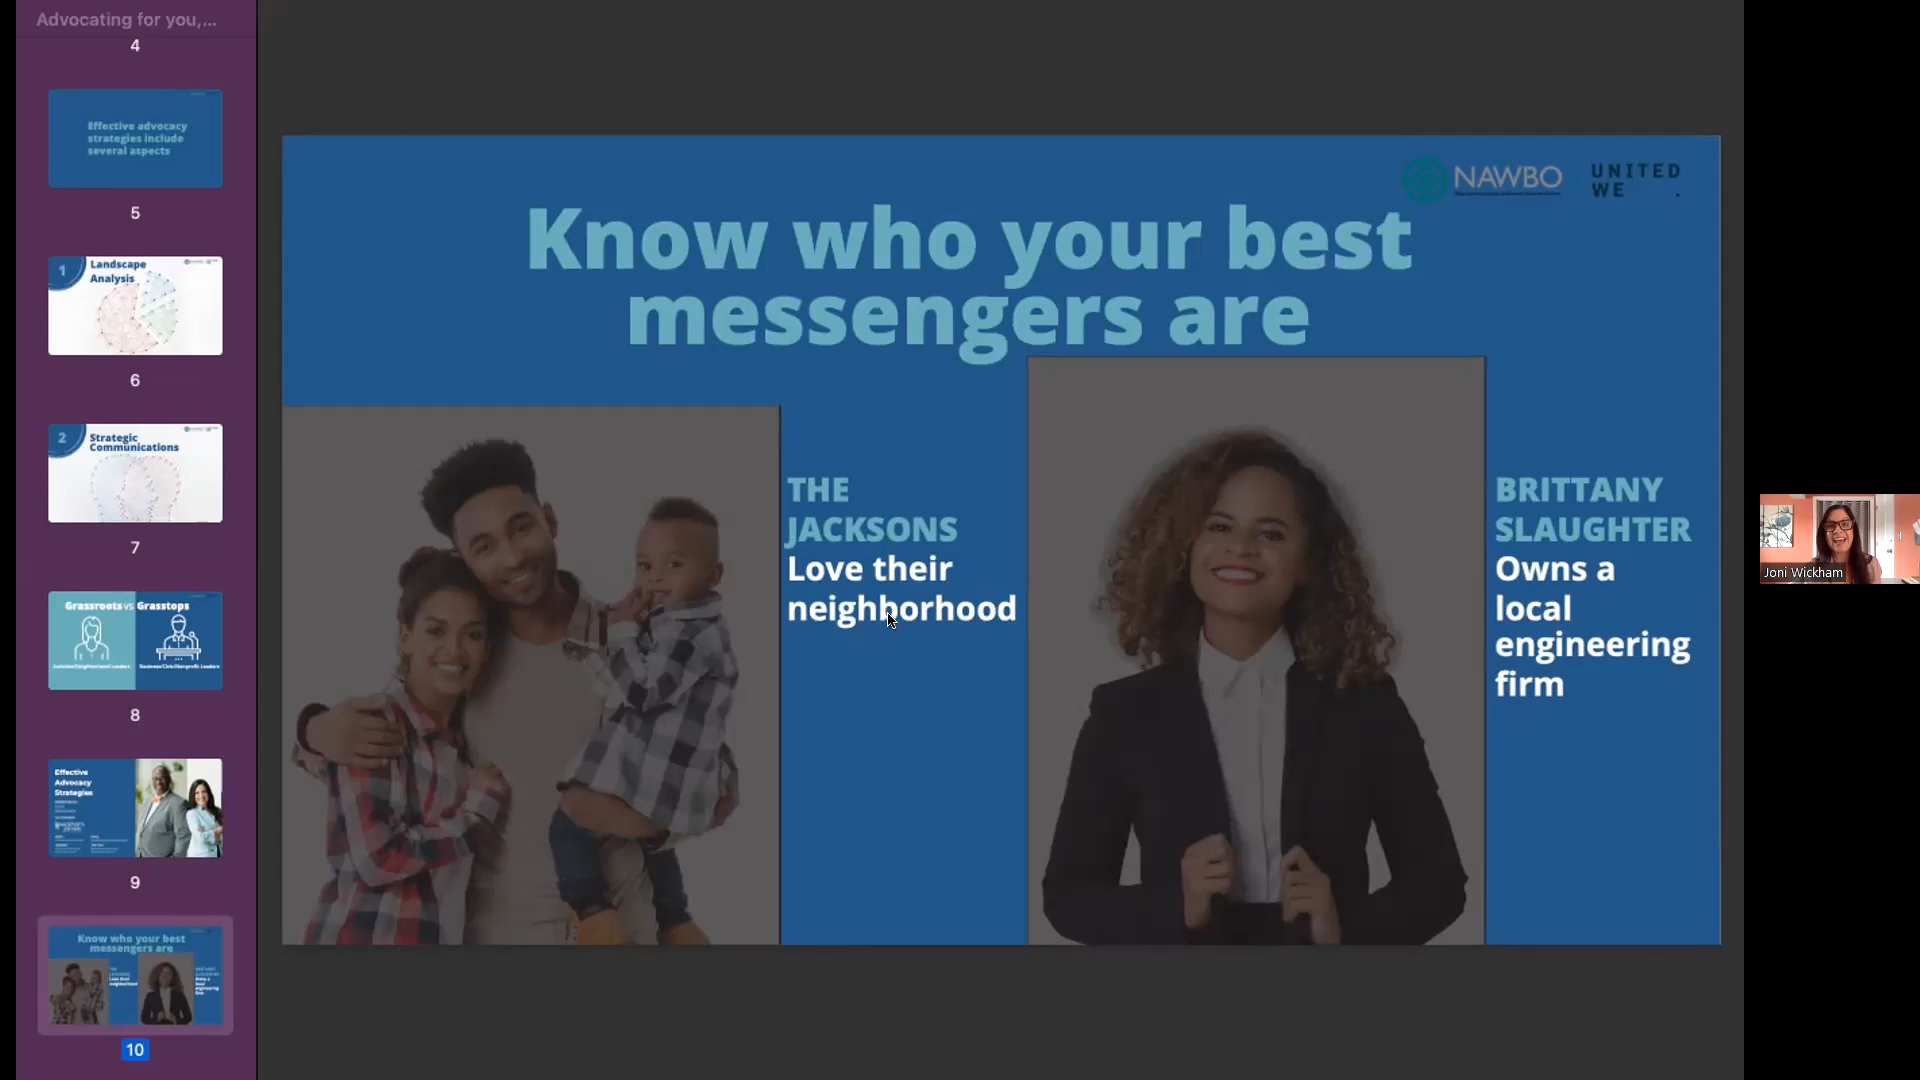 Advocating for you,...
4
Effective advocacy
strategies include
several aspects
5
1
Landscape
Analysis
6
2
Strategic
Communications
7
Grassroots vs Grasstops
8
Effective
Advocacy
Strategies
9
Know who your best
messengers are
10
NAWBO
UNITED
WE .
Know who your best
messengers are
THE
JACKSONS
Love their
neighborhood
BRITTANY
SLAUGHTER
Owns a
local
engineering
firm
Joni Wickham